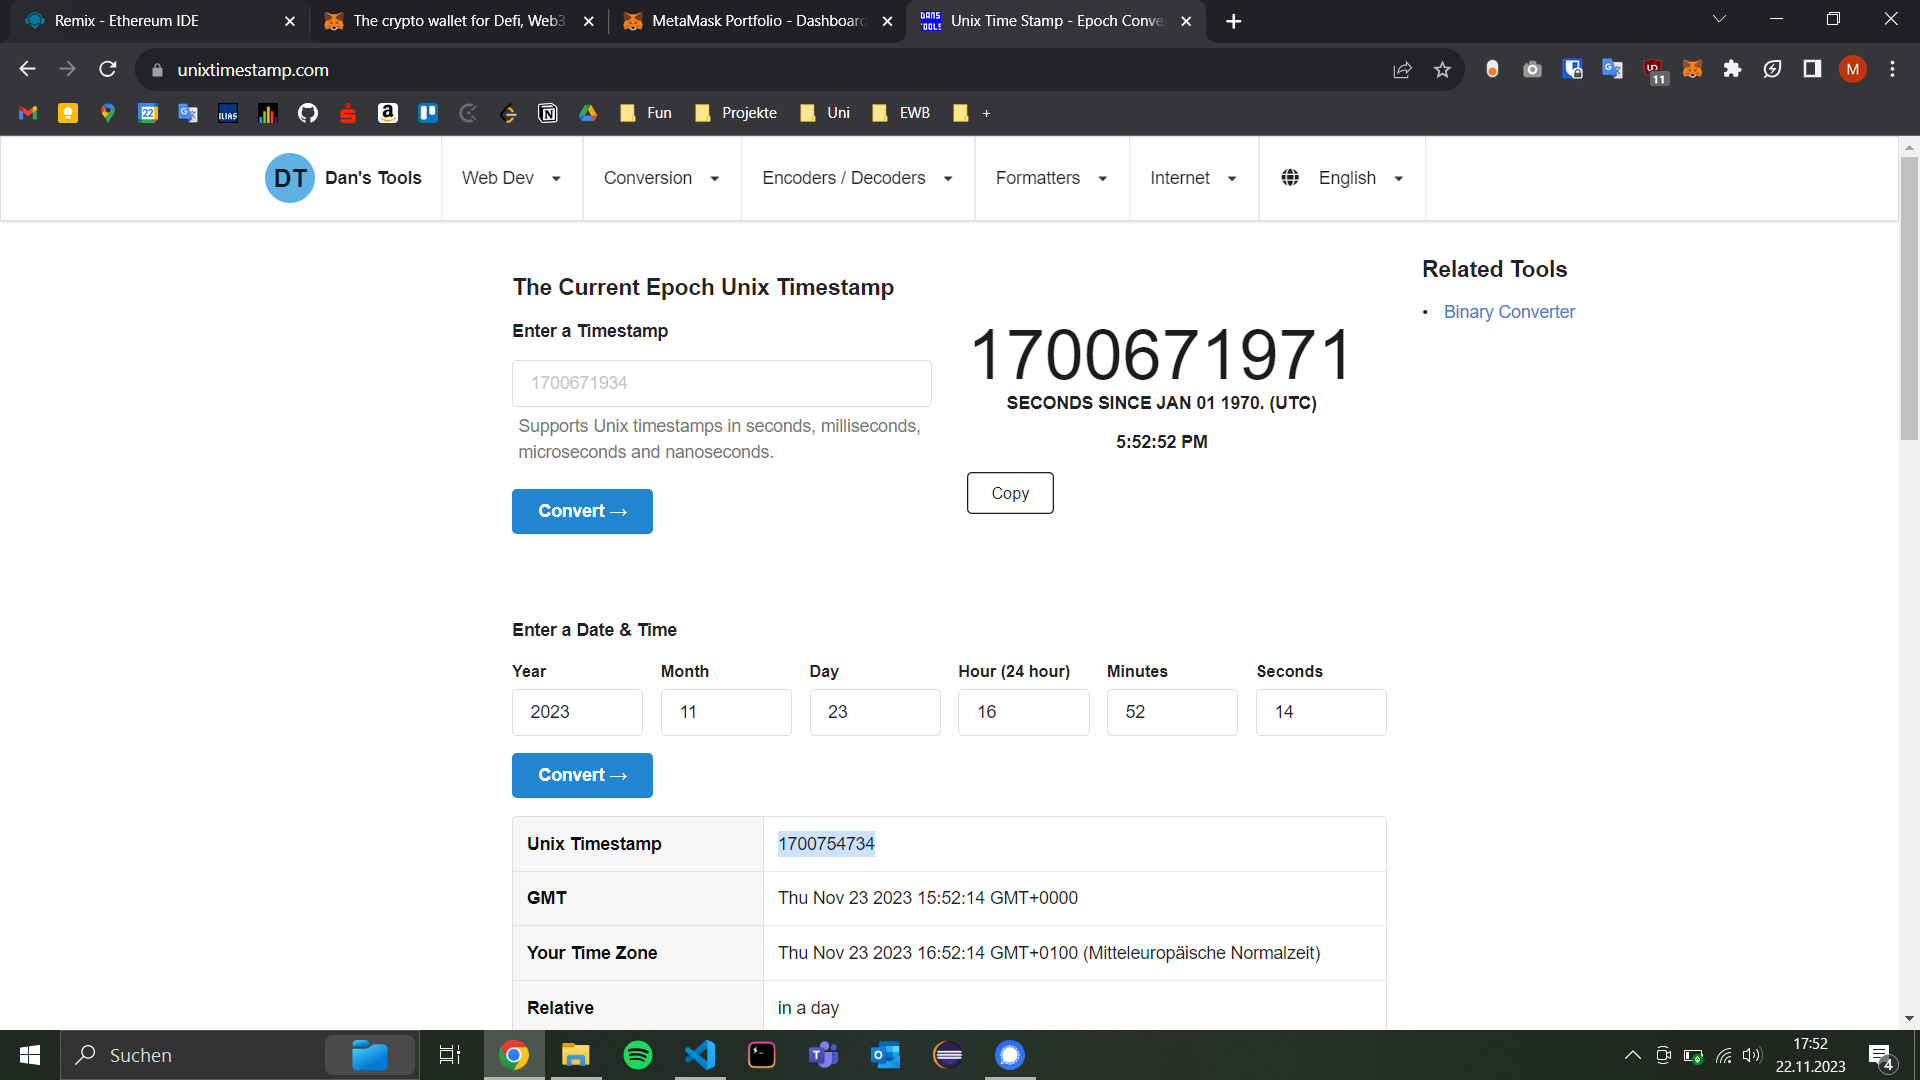 Remix - Ethereum IDE
The crypto wallet for Defi, Web3
MetaMask Portfolio - Dashboard
DANS TOOLS
Unix Time Stamp - Epoch Conve
unixtimestamp.com
11
M
22
ILIAS
Fun
Projekte
Uni
EWB
+
DT
Dan's Tools
Web Dev
Conversion
Encoders / Decoders
Formatters
Internet
English
The Current Epoch Unix Timestamp
Enter a Timestamp
1700671934
Supports Unix timestamps in seconds, milliseconds,
microseconds and nanoseconds.
Convert →
1700671971
SECONDS SINCE JAN 01 1970. (UTC)
5:52:52 PM
Copy
Related Tools
• Binary Converter
Enter a Date & Time
Year Month Day Hour (24 hour) Minutes Seconds
2023 11 23 16 52 14
Convert →
Unix Timestamp 1700754734
GMT Thu Nov 23 2023 15:52:14 GMT+0000
Your Time Zone Thu Nov 23 2023 16:52:14 GMT+0100 (Mitteleuropäische Normalzeit)
Relative in a day
Suchen
17:52
22.11.2023
4